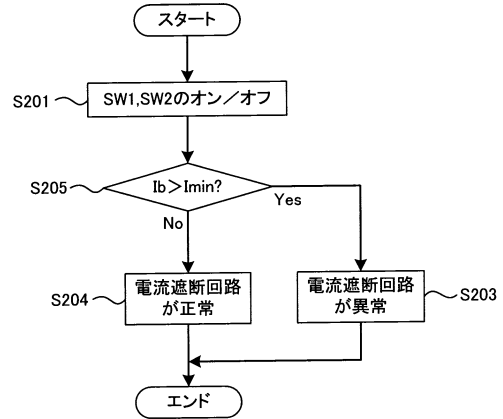 スタート
S201
SW1,SW2のオン／オフ
S205
Ib＞Imin?
Yes
No
S204
電流遮断回路
が正常
電流遮断回路
が異常
S203
エンド